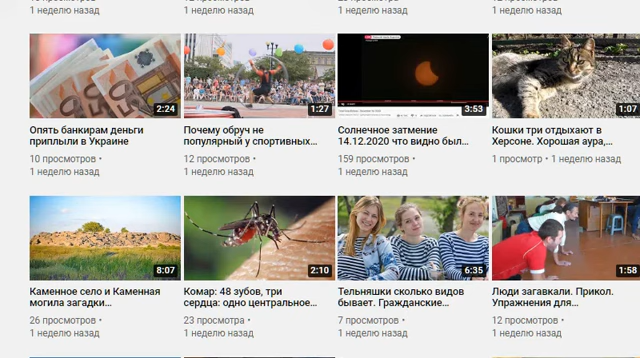 1 неделю назад
1 неделю назад
1 неделю назад
1 неделю назад
2:24
1:27
3:53
1:07
Опять банкирам деньги
приплыли в Украине
10 просмотров •
1 неделю назад
Почему обруч не
популярный у спортивных...
12 просмотров •
1 неделю назад
Солнечное затмение
14.12.2020 что видно был...
159 просмотров •
1 неделю назад
Кошки три отдыхают в
Херсоне. Хорошая аура,...
1 просмотр • 1 неделю назад
8:07
2:10
6:35
1:58
Каменное село и Каменная
могила загадки...
26 просмотров •
1 неделю назад
Комар: 48 зубов, три
сердца: одно центральное...
23 просмотра •
1 неделю назад
Тельняшки сколько видов
бывает. Гражданские...
7 просмотров •
1 неделю назад
Люди загавкали. Прикол.
Упражнения для...
12 просмотров •
1 неделю назад